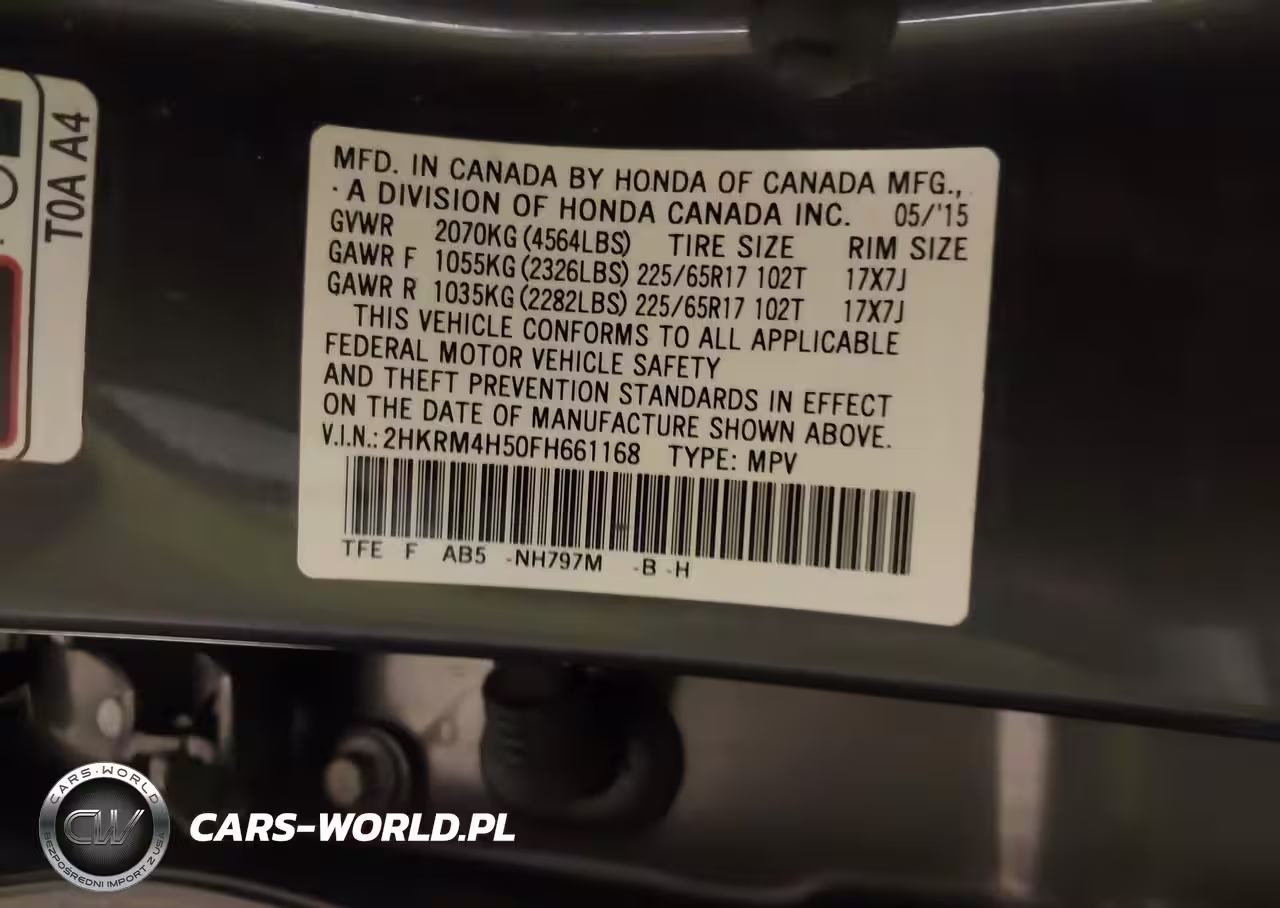 T0A A4
MFD. IN CANADA BY HONDA OF CANADA MFG.,
A DIVISION OF HONDA CANADA INC. 05/'15
GVWR 2070KG (4564LBS) TIRE SIZE RIM SIZE
GAWR F 1055KG (2326LBS) 225/65R17 102T 17X7J
GAWR R 1035KG (2282LBS) 225/65R17 102T 17X7J
THIS VEHICLE CONFORMS TO ALL APPLICABLE
FEDERAL MOTOR VEHICLE SAFETY
AND THEFT PREVENTION STANDARDS IN EFFECT
ON THE DATE OF MANUFACTURE SHOWN ABOVE.
V.I.N.: 2HKRM4H50FH661168 TYPE: MPV
TFE F AB5 -NH797M -B -H
CARS-WORLD
CW
BEZPOŚREDNI IMPORT Z USA
CARS-WORLD.PL